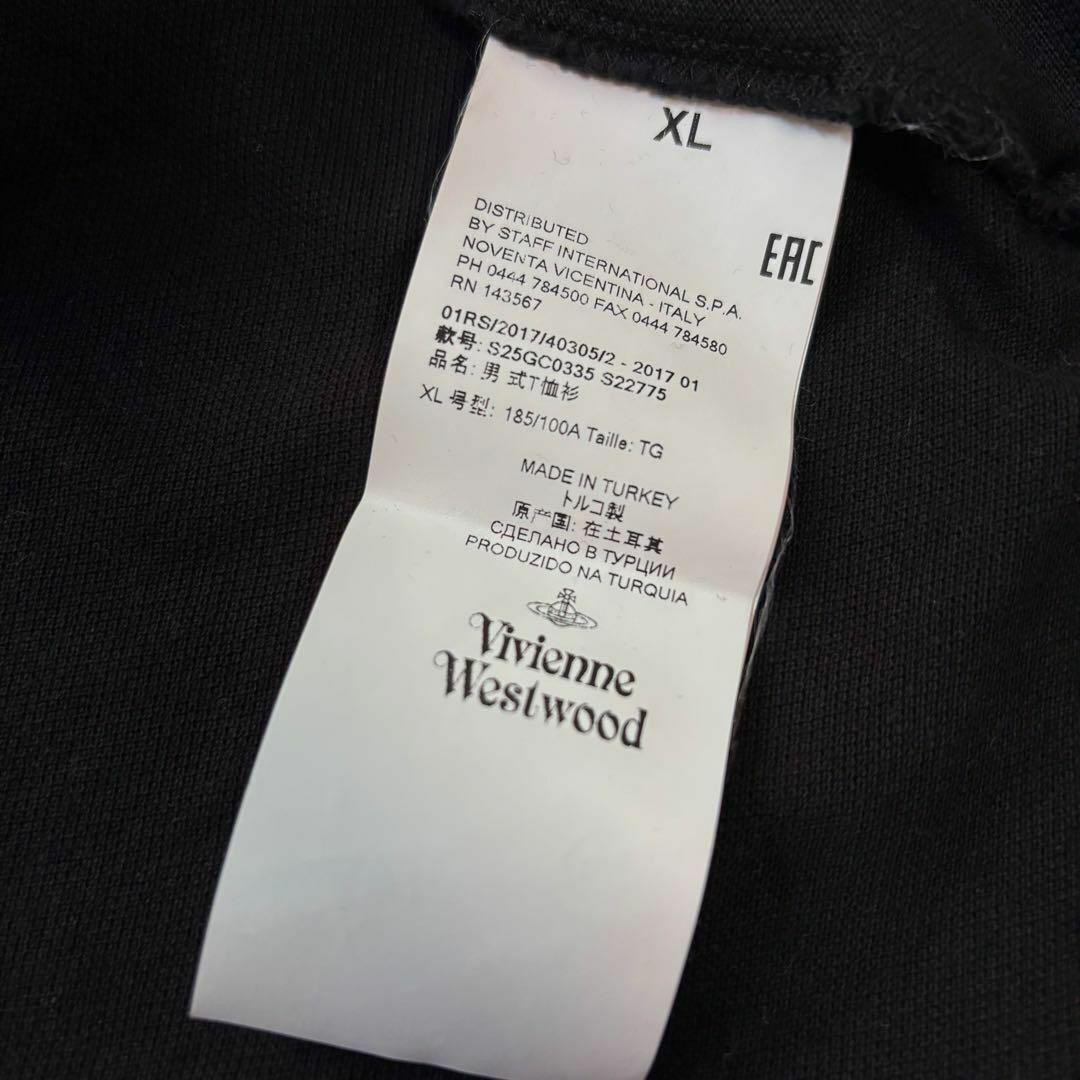 XL
EAC
DISTRIBUTED
BY STAFF INTERNATIONAL S.P.A.
NOVENTA VICENTINA - ITALY
PH 0444 784500 FAX 0444 784580
RN 143567
01RS/2017/40305/2 - 2017 01
款号: S25GC0335 S22775
品名: 男 式T恤衫
XL 号型: 185/100A Taille: TG
MADE IN TURKEY
トルコ製
原产国: 在土耳其
СДЕЛАНО В ТУРЦИИ
PRODUZIDO NA TURQUIA
Vivienne
Westwood